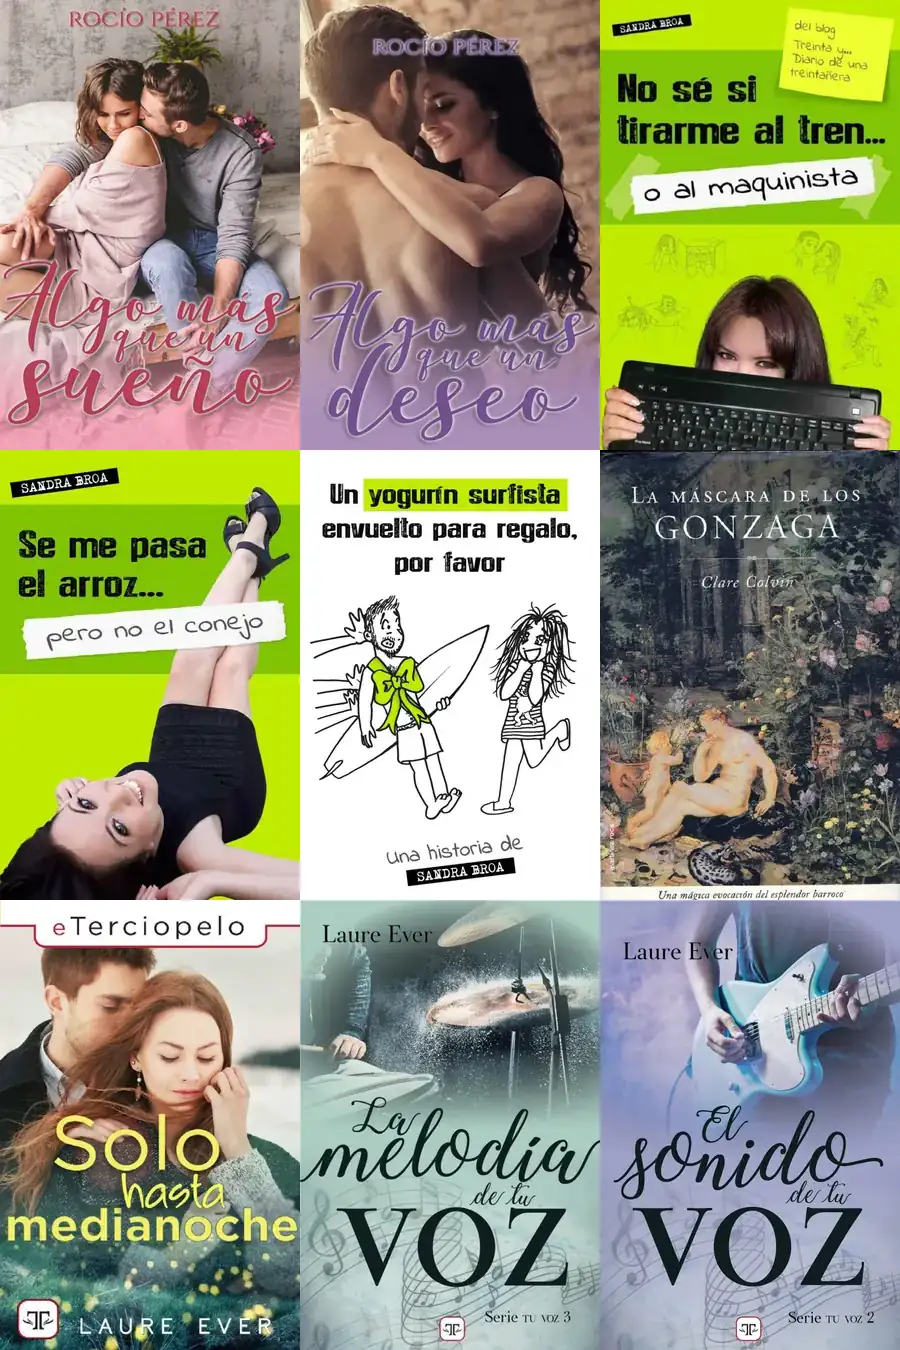 ROCÍO PÉREZ
Algo más
que un
sueño
ROCÍO PÉREZ
Algo más
que un
deseo
SANDRA BROA
del blog
Treinta y...
Diario de una
treintañera
No sé si
tirarme al tren...
o al maquinista
SANDRA BROA
Se me pasa
el arroz...
pero no el conejo
Un yogurín surfista
envuelto para regalo,
por favor
una historia de
SANDRA BROA
LA MÁSCARA DE LOS
GONZAGA
Clare Colvin
Una mágica evocación del esplendor barroco
eTerciopelo
Solo
hasta
medianoche
LAURE EVER
Laure Ever
La
melodía
de tu
VOZ
Serie TU VOZ 3
Laure Ever
El
sonido
de tu
VOZ
Serie TU VOZ 2